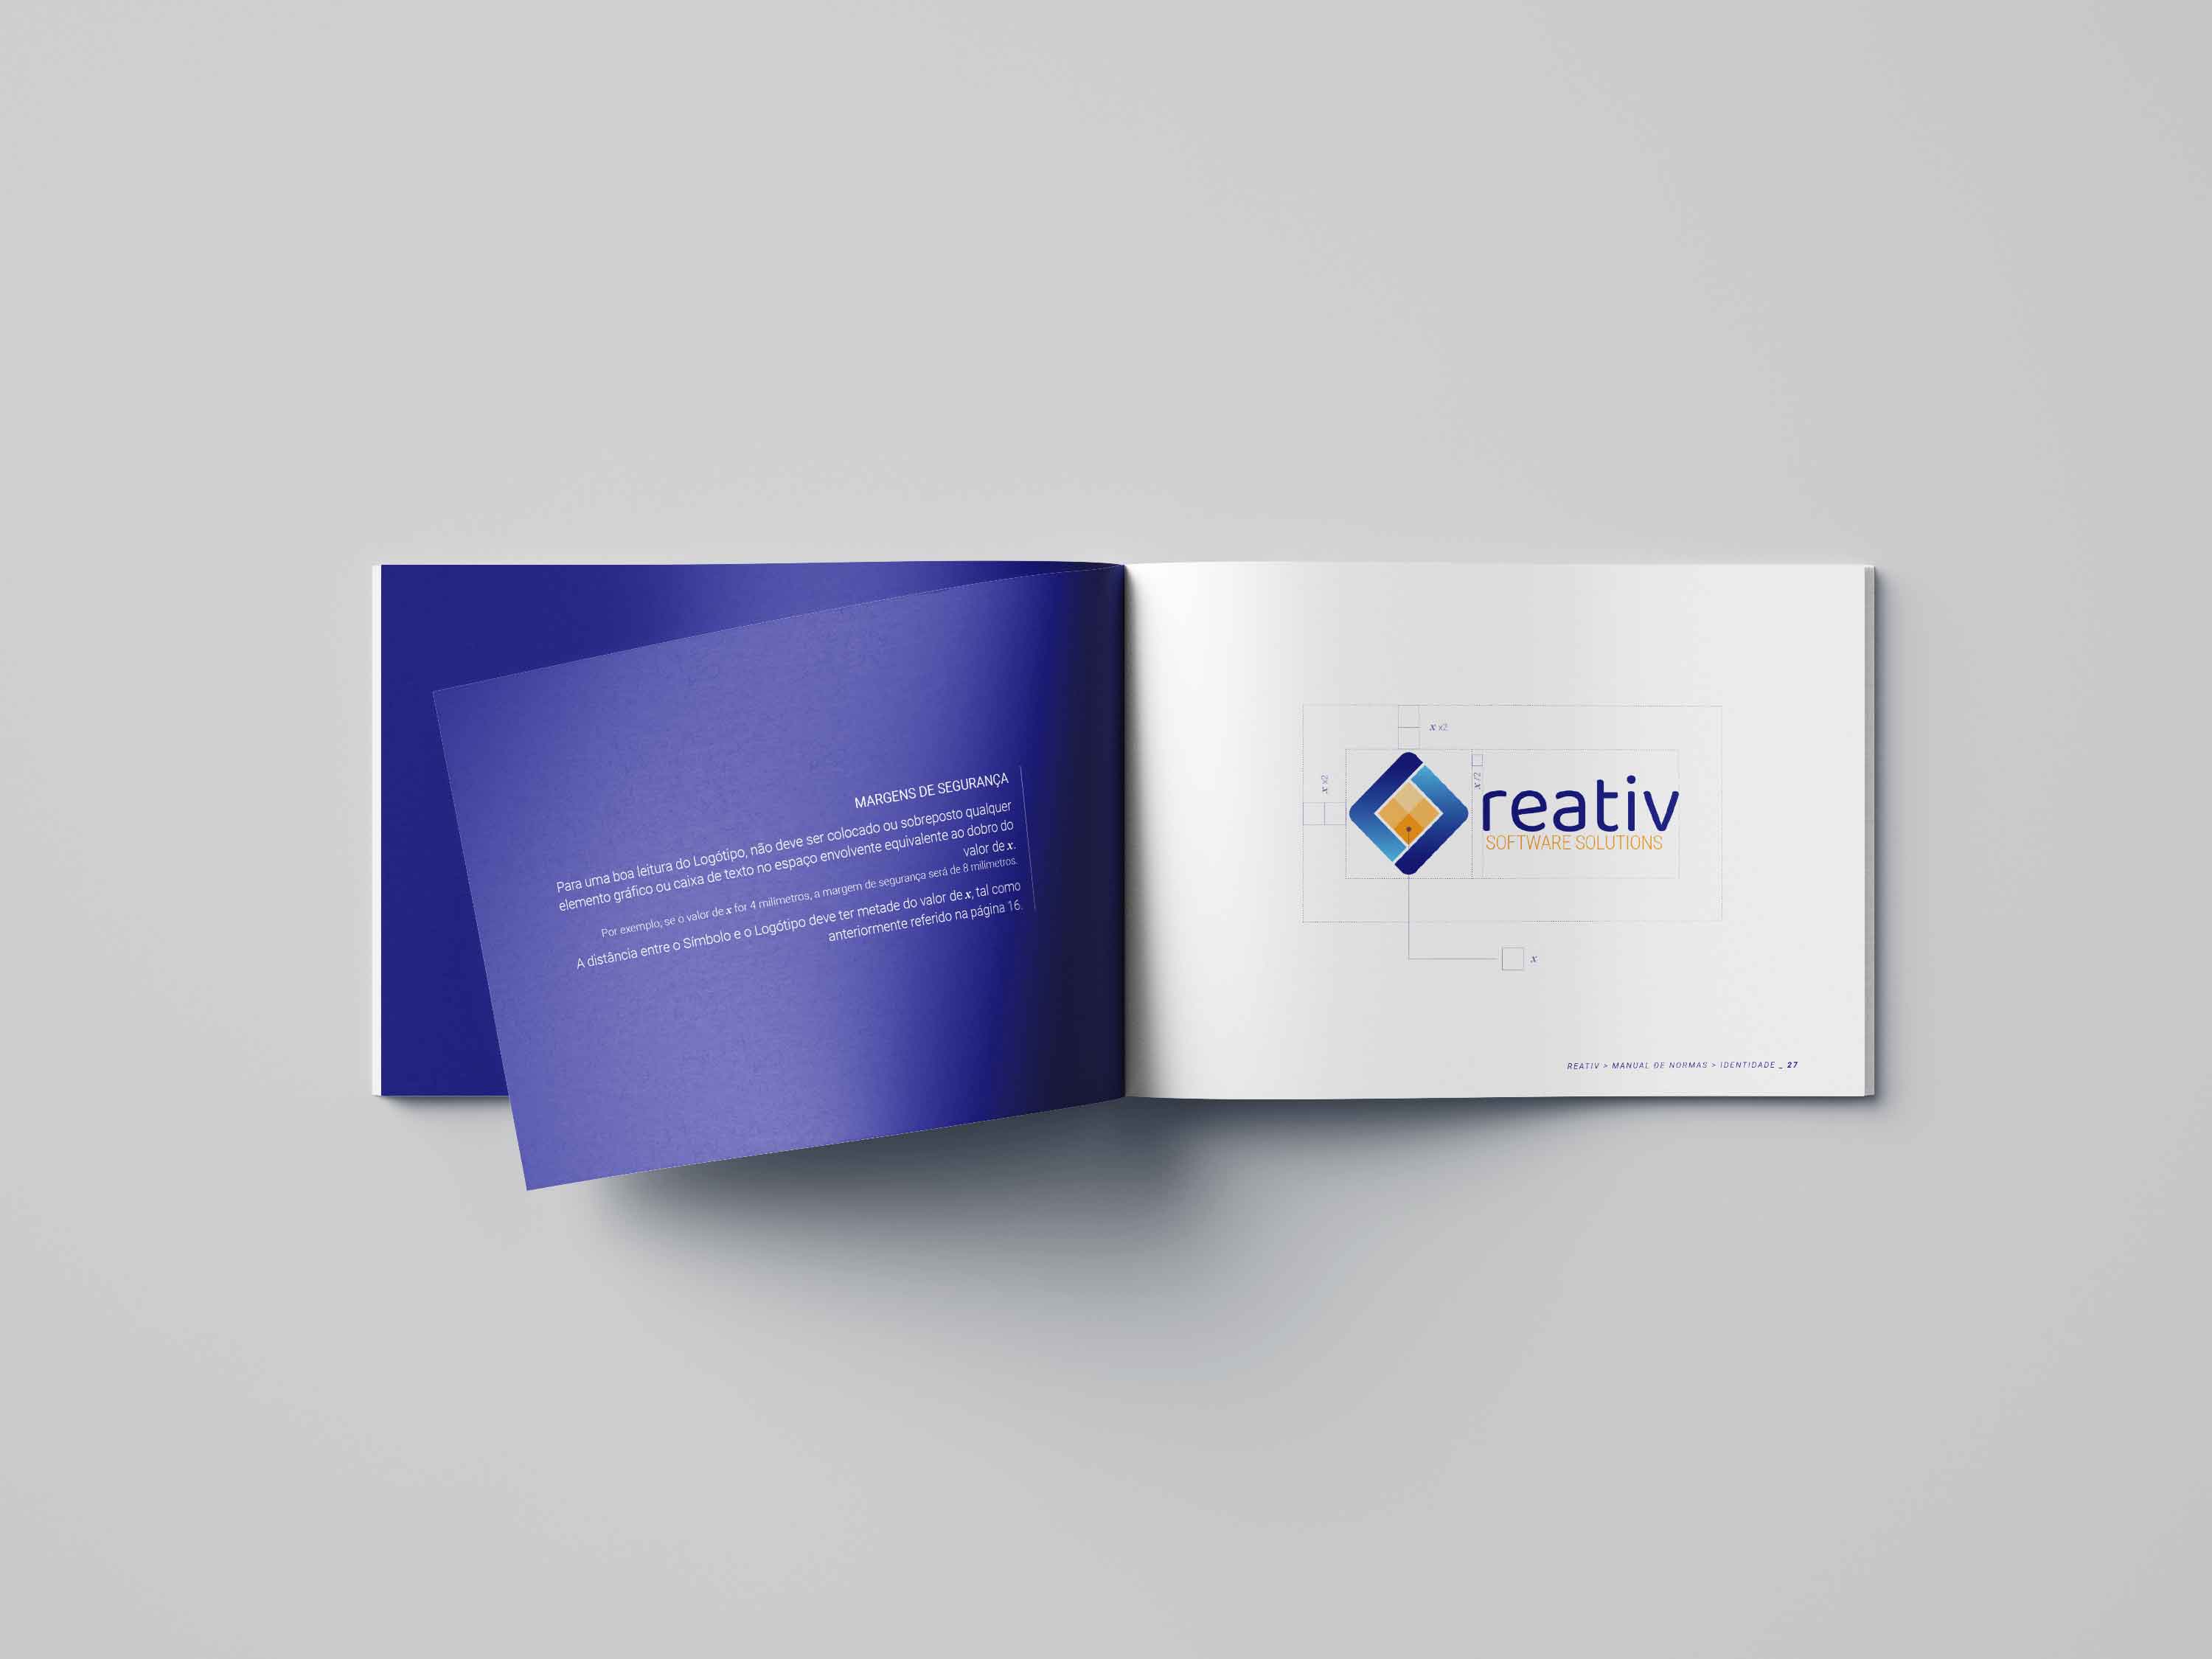 MARGENS DE SEGURANÇA
Para uma boa leitura do Logótipo, não deve ser colocado ou sobreposto qualquer
elemento gráfico ou caixa de texto no espaço envolvente equivalente ao dobro do
valor de x.
Por exemplo, se o valor de x for 4 milímetros, a margem de segurança será de 8 milímetros.
A distância entre o Símbolo e o Logótipo deve ter metade do valor de x, tal como
anteriormente referido na página 16.
x x2
x x2
x /2
reativ
SOFTWARE SOLUTIONS
x
REATIV > MANUAL DE NORMAS > IDENTIDADE _ 27